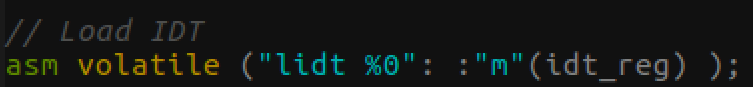 // Load IDT
asm volatile ("lidt %0": :"m"(idt_reg) );